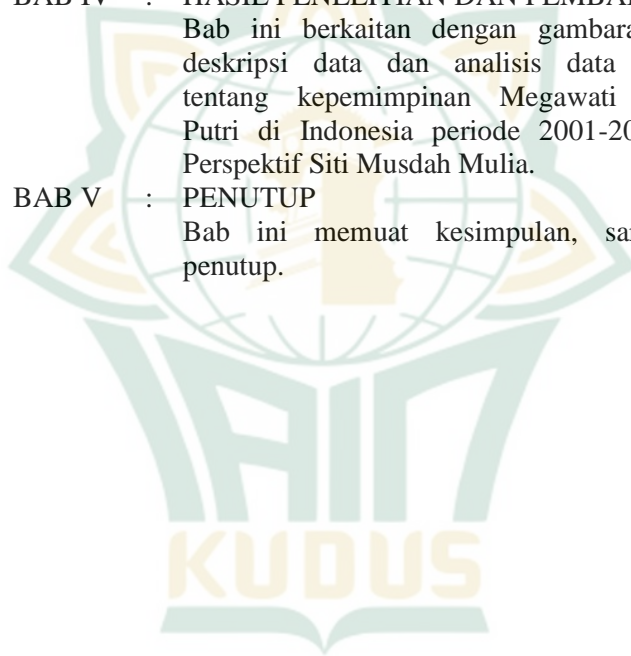 BAB IV : HASIL PENELITIAN DAN
Bab ini berkaitan dengan
deskripsi data dan analisis data
tentang kepemimpinan Megawati
Putri di Indonesia periode
Perspektif Siti Musdah Mulia.
BAB V : PENUTUP
Bab ini memuat kesimpulan,
penutup.
IAIN
KUDUS